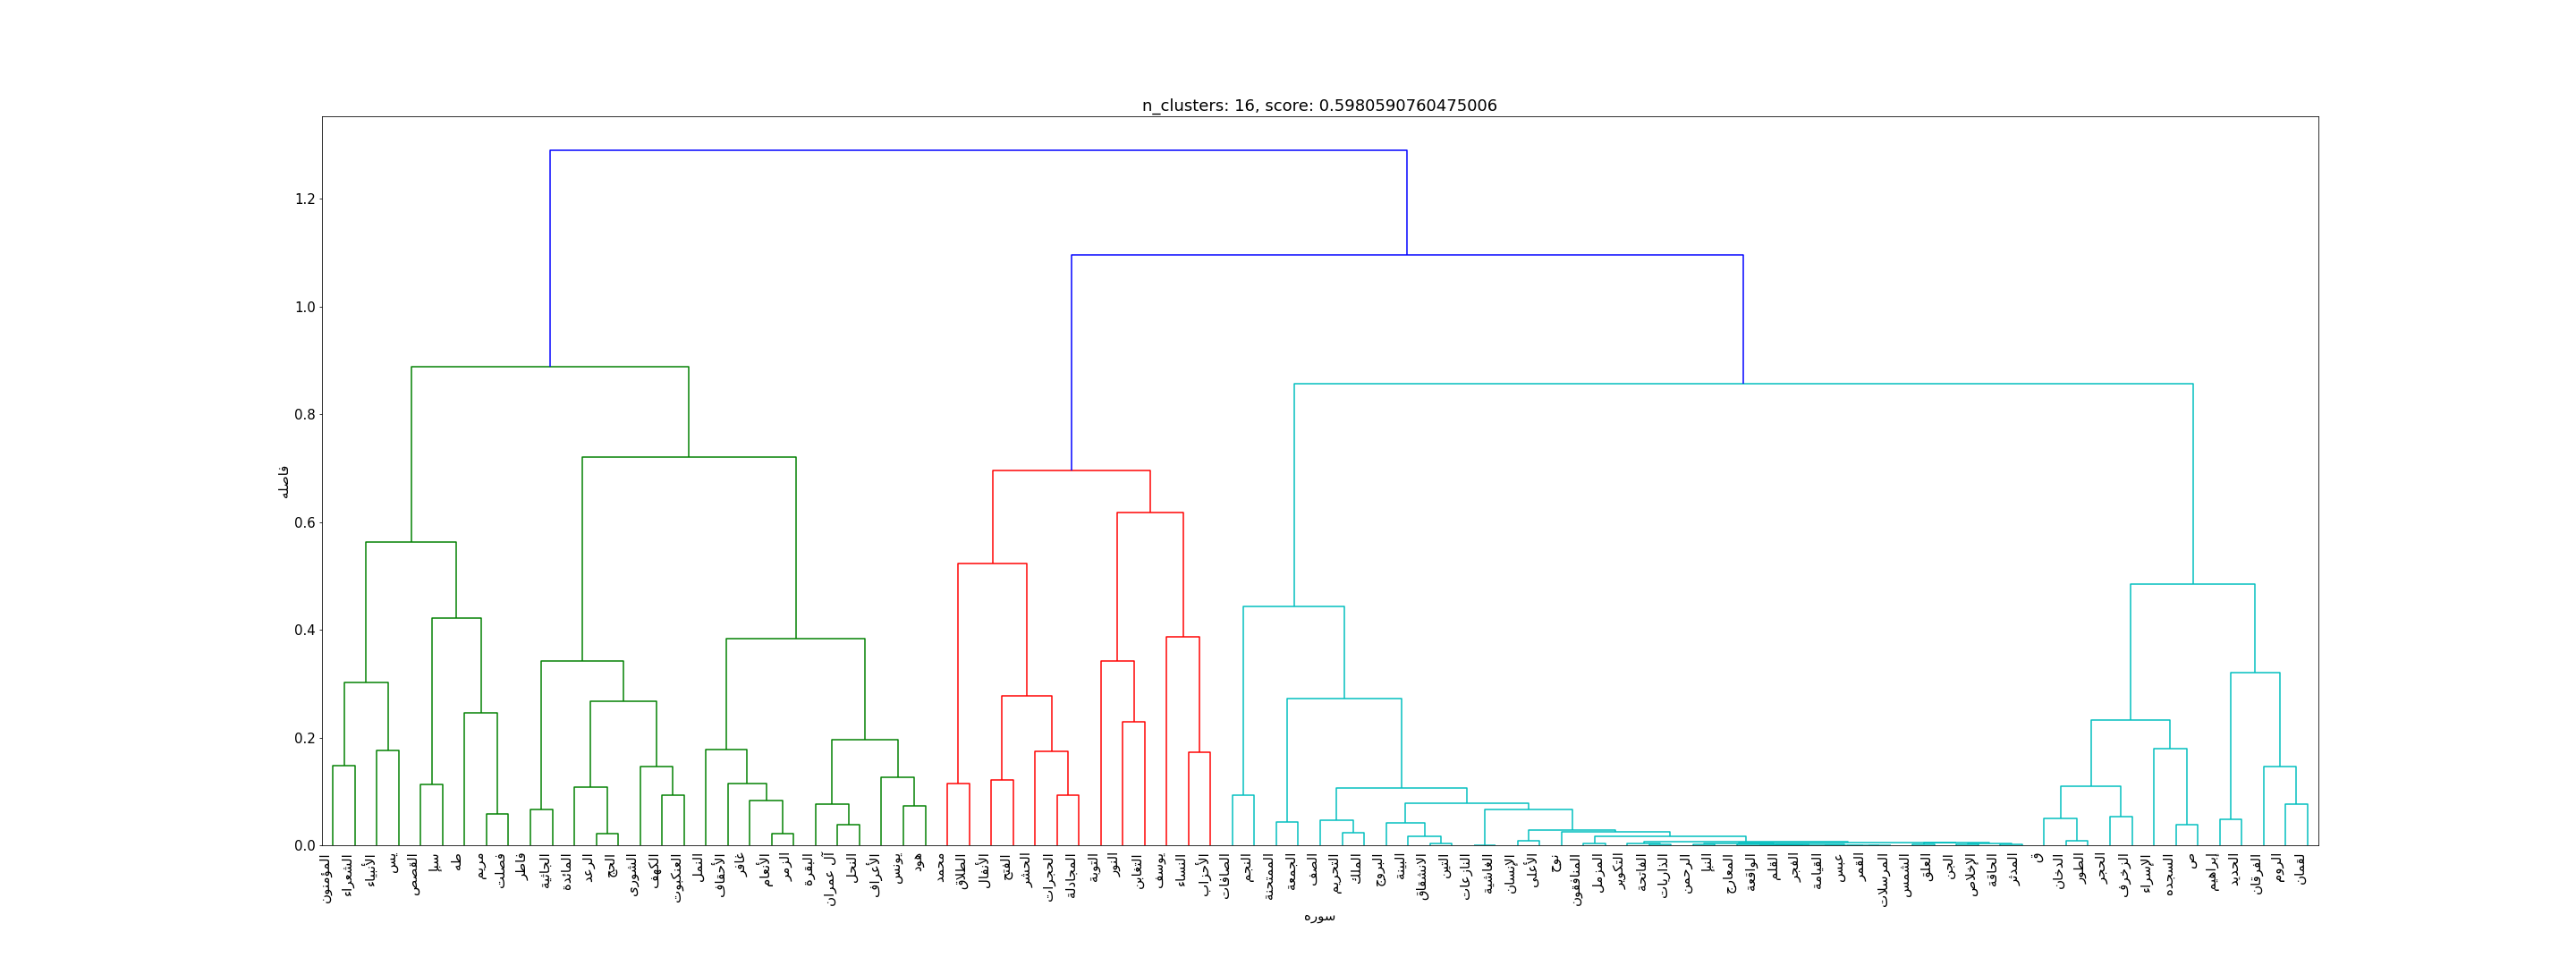 n_clusters: 16, score: 0.5980590760475006
1.2
1.0
0.8
0.6
0.4
0.2
0.0
فاصله
المؤمنون
الشعراء
الأنبياء
يس
القصص
سبإ
طه
مريم
فصلت
فاطر
الجاثية
المائدة
الرعد
الحج
الشورى
الكهف
العنكبوت
النمل
الأحقاف
غافر
الأنعام
الزمر
البقرة
آل عمران
النحل
الأعراف
يونس
هود
محمد
الطلاق
الأنفال
الفتح
الحشر
الحجرات
المجادلة
التوبة
النور
التغابن
يوسف
النساء
الأحزاب
الصافات
النجم
الممتحنة
الجمعة
الصف
التحريم
الملك
البروج
البينة
الانشقاق
التين
النازعات
الغاشية
الإنسان
الأعلى
نوح
المنافقون
المزمل
التكوير
الفاتحة
الذاريات
الرحمن
النبإ
المعارج
الواقعة
القلم
الفجر
القيامة
عبس
القمر
المرسلات
الشمس
العلق
الجن
الإخلاص
الحاقة
المدثر
ق
الدخان
الطور
الحجر
الزخرف
الإسراء
السجده
ص
إبراهيم
الحديد
الفرقان
الروم
لقمان
سوره